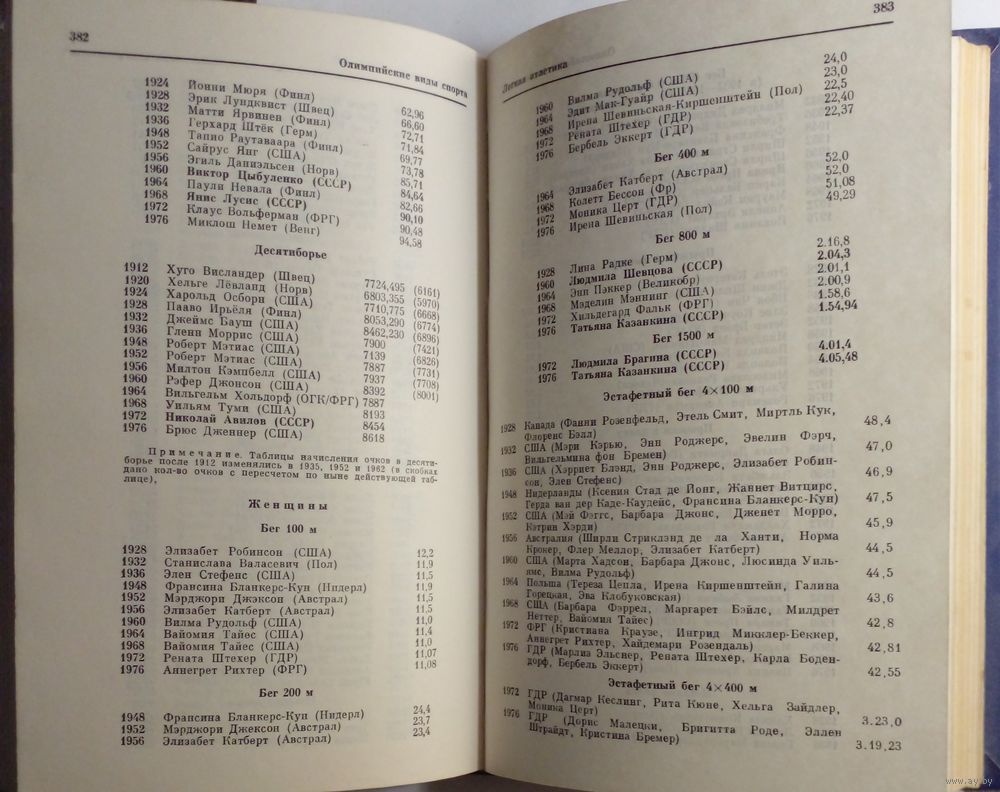 382
Олимпийские виды спорта
1924 Йонни Мюря (Финл) 62,96
1928 Эрик Лундквист (Швец) 66,60
1932 Матти Ярвинен (Финл) 72,71
1936 Герхард Штёк (Герм) 71,84
1948 Тапио Раутаваара (Финл) 69,77
1952 Сайрус Янг (США) 73,78
1956 Эгиль Даниэльсен (Норв) 85,71
1960 Виктор Цыбуленко (СССР) 84,64
1964 Паули Невала (Финл) 82,66
1968 Янис Лусис (СССР) 90,10
1972 Клаус Вольферман (ФРГ) 90,48
1976 Миклош Немет (Венг) 94,58
Десятиборье
1912 Хуго Висландер (Швец) 7724,495 (6161)
1920 Хельге Лёвланд (Норв) 6803,355 (5970)
1924 Харольд Осборн (США) 7710,775 (6668)
1928 Пааво Ирьёля (Финл) 8053,290 (6774)
1932 Джеймс Бауш (США) 8462,230 (6896)
1936 Гленн Моррис (США) 7900 (7421)
1948 Роберт Мэтиас (США) 7139 (6826)
1952 Роберт Мэтиас (США) 7887 (7731)
1956 Милтон Кэмпбелл (США) 7937 (7708)
1960 Рэфер Джонсон (США) 8392 (8001)
1964 Вильгельм Хольдорф (ОГК/ФРГ) 7887
1968 Уильям Туми (США) 8193
1972 Николай Авилов (СССР) 8454
1976 Брюс Дженнер (США) 8618
Примечание. Таблицы начисления очков в десяти-
борье после 1912 изменялись в 1935, 1952 и 1962 (в скобках
дано кол-во очков с пересчетом по ныне действующей таб-
лице).
Женщины
Бег 100 м
1928 Элизабет Робинсон (США) 12,2
1932 Станислава Валасевич (Пол) 11,9
1936 Элен Стефенс (США) 11,5
1948 Франсина Бланкерс-Кун (Нидерл) 11,9
1952 Мэрджори Джексон (Австрал) 11,5
1956 Элизабет Катберт (Австрал) 11,5
1960 Вилма Рудольф (США) 11,0
1964 Вайомия Тайес (США) 11,4
1968 Вайомия Тайес (США) 11,0
1972 Рената Штехер (ГДР) 11,07
1976 Аннегрет Рихтер (ФРГ) 11,08
Бег 200 м
1948 Франсина Бланкерс-Кун (Нидерл) 24,4
1952 Мэрджори Джексон (Австрал) 23,7
1956 Элизабет Катберт (Австрал) 23,4
383
Легкая атлетика
1960 Вилма Рудольф (США) 24,0
1964 Эдит Мак-Гуайр (США) 23,0
1968 Ирена Шевиньская-Киршенштейн (Пол) 22,5
1972 Рената Штехер (ГДР) 22,40
1976 Бербель Эккерт (ГДР) 22,37
Бег 400 м
1964 Элизабет Катберт (Австрал) 52,0
1968 Колетт Бессон (Фр) 52,0
1972 Моника Церт (ГДР) 51,08
1976 Ирена Шевиньская (Пол) 49,29
Бег 800 м
1928 Лина Радке (Герм) 2.16,8
1960 Людмила Шевцова (СССР) 2.04,3
1964 Энн Пэккер (Великобр) 2.01,1
1968 Мэделин Мэннинг (США) 2.00,9
1972 Хильдегард Фальк (ФРГ) 1.58,6
1976 Татьяна Казанкина (СССР) 1.54,94
Бег 1500 м
1972 Людмила Брагина (СССР) 4.01,4
1976 Татьяна Казанкина (СССР) 4.05,48
Эстафетный бег 4×100 м
1928 Канада (Фанни Розенфельд, Этель Смит, Миртль Кук,
Флоренс Бэлл) 48,4
1932 США (Мэри Кэрью, Энн Роджерс, Эвелин Фэрч,
Вильгельмина фон Бремен) 47,0
1936 США (Хэрриет Блэнд, Энн Роджерс, Элизабет Робин-
сон, Элен Стефенс) 46,9
1948 Нидерланды (Ксения Стад де Йонг, Жаннет Витцирс,
Герда ван дер Каде-Каудейс, Франсина Бланкерс-Кун) 47,5
1952 США (Мэй Фэггс, Барбара Джонс, Дженет Морро,
Кэтрин Хэрди) 45,9
1956 Австралия (Ширли Стриклэнд де ла Ханти, Норма
Крокер, Флер Меллор, Элизабет Катберт) 44,5
1960 США (Марта Хадсон, Барбара Джонс, Люсинда Уиль-
ямс, Вилма Рудольф) 44,5
1964 Польша (Тереза Цепла, Ирена Киршенштейн, Галина
Горецкая, Эва Клобуковская) 43,6
1968 США (Барбара Фэррел, Маргарет Бэйлс, Милдрет
Неттер, Вайомия Тайес) 42,8
1972 ФРГ (Кристиана Краузе, Ингрид Микклер-Беккер,
Аннегрет Рихтер, Хайдемари Розендаль) 42,81
1976 ГДР (Марлиз Эльснер, Рената Штехер, Карла Боден-
дорф, Бербель Эккерт) 42,55
Эстафетный бег 4×400 м
1972 ГДР (Дагмар Кеслинг, Рита Кюне, Хельга Зайдлер,
Моника Церт) 3.23,0
1976 ГДР (Дорис Малецки, Бригитта Роде, Эллен
Штрайдт, Кристина Бремер) 3.19,23
www.ay.by